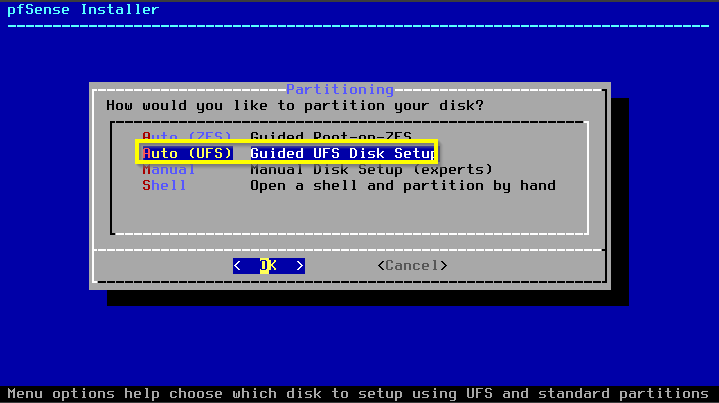 pfSense Installer
Partitioning
How would you like to partition your disk?
Auto (ZFS) Guided Root-on-ZFS
Auto (UFS) Guided UFS Disk Setup
Manual Manual Disk Setup (experts)
Shell Open a shell and partition by hand
< OK > <Cancel>
Menu options help choose which disk to setup using UFS and standard partitions